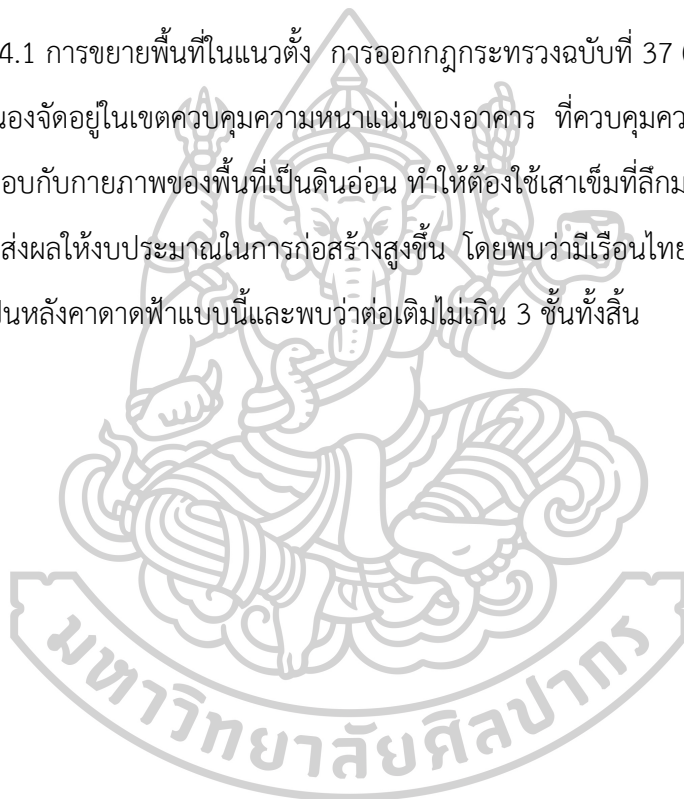 4.1 การขยายพื้นที่ในแนวตั้ง การออกกฎกระทรวงฉบับที่ 37
นองจัดอยู่ในเขตควบคุมความหนาแน่นของอาคาร ที่ควบคุมคว
อบกับกายภาพของพื้นที่เป็นดินอ่อน ทำให้ต้องใช้เสาเข็มที่ลึกม
ส่งผลให้งบประมาณในการก่อสร้างสูงขึ้น โดยพบว่ามีเรือนไทย
ป็นหลังคาดาดฟ้าแบบนี้และพบว่าต่อเติมไม่เกิน 3 ชั้นทั้งสิ้น
มหาวิทยาลัยศิลปากร